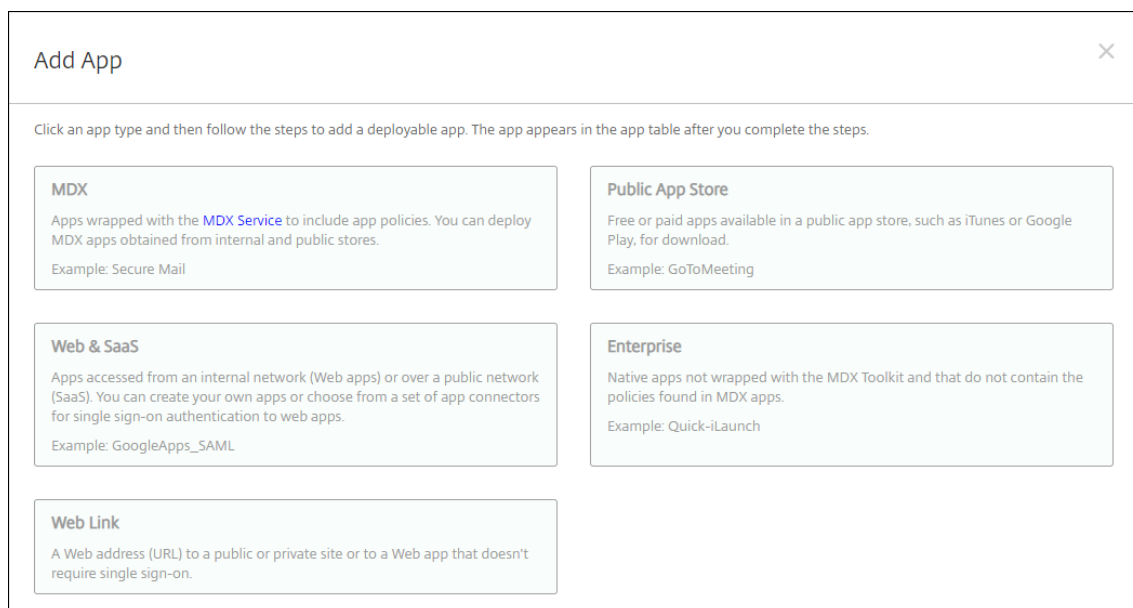 Add App
Click an app type and then follow the steps to add a deployable app. The app appears in the app table after you complete the steps.
MDX
Apps wrapped with the MDX Service to include app policies. You can deploy
MDX apps obtained from internal and public stores.
Example: Secure Mail
Public App Store
Free or paid apps available in a public app store, such as iTunes or Google
Play, for download.
Example: GoToMeeting
Web & SaaS
Apps accessed from an internal network (Web apps) or over a public network
(SaaS). You can create your own apps or choose from a set of app connectors
for single sign-on authentication to web apps.
Example: GoogleApps_SAML
Enterprise
Native apps not wrapped with the MDX Toolkit and that do not contain the
policies found in MDX apps.
Example: Quick-iLaunch
Web Link
A Web address (URL) to a public or private site or to a Web app that doesn't
require single sign-on.